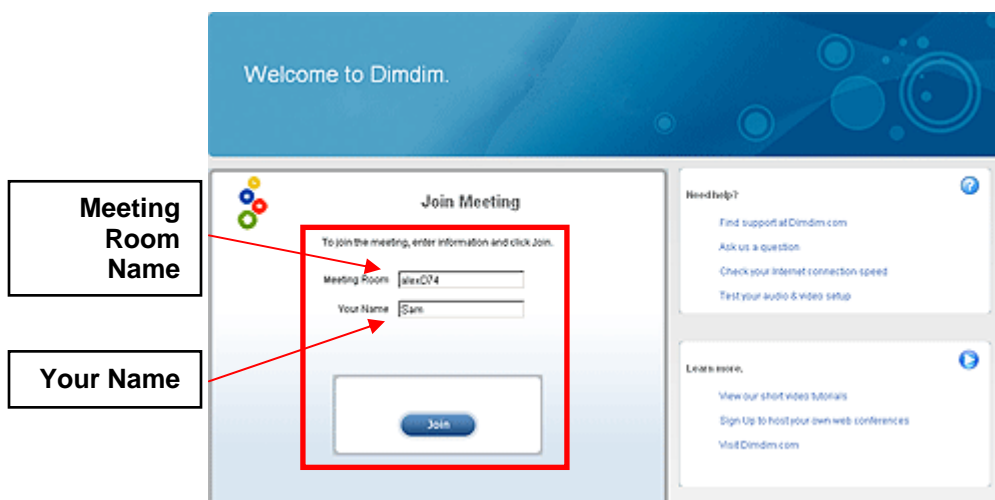 Welcome to Dimdim.
Meeting
Room
Name
Your Name
Join Meeting
To join the meeting, enter information and click Join.
Meeting Room alexD74
Your Name Sam
Join
Need help?
Find support at Dimdim.com
Ask us a question
Check your Internet connection speed
Test your audio & video setup
Learn more.
View our short video tutorials
Sign Up to host your own web conferences
Visit Dimdim.com